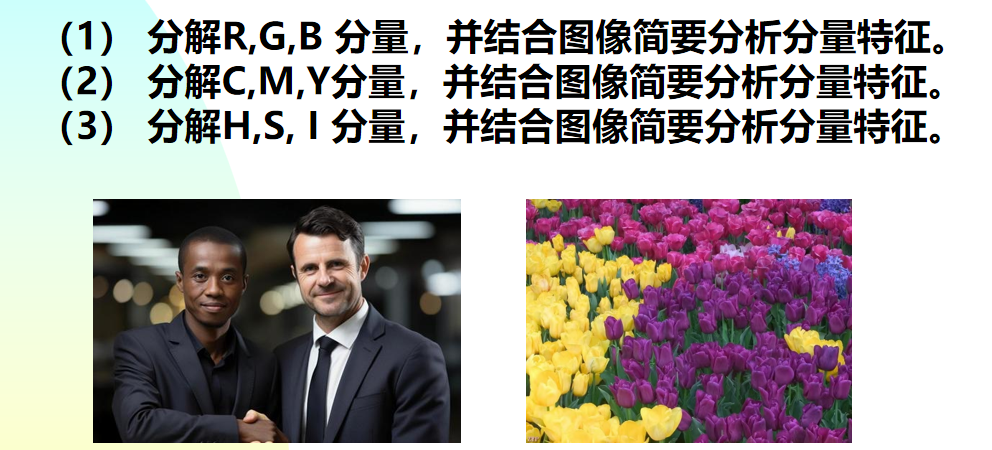 （1） 分解R,G,B 分量，并结合图像简要分析分量特征。
（2） 分解C,M,Y分量，并结合图像简要分析分量特征。
（3） 分解H,S, I 分量，并结合图像简要分析分量特征。